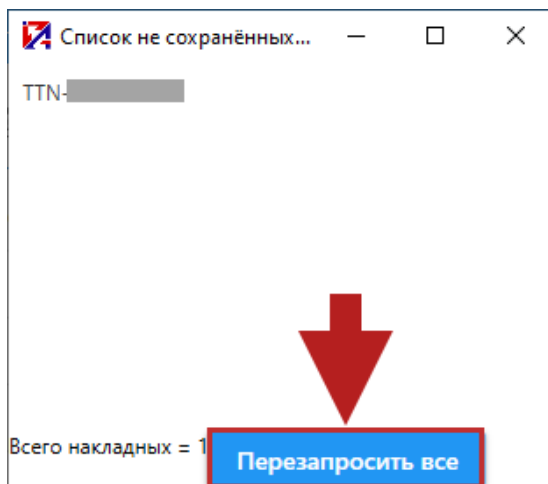 Список не сохранённых...
TTN-
Всего накладных = 1
Перезапросить все